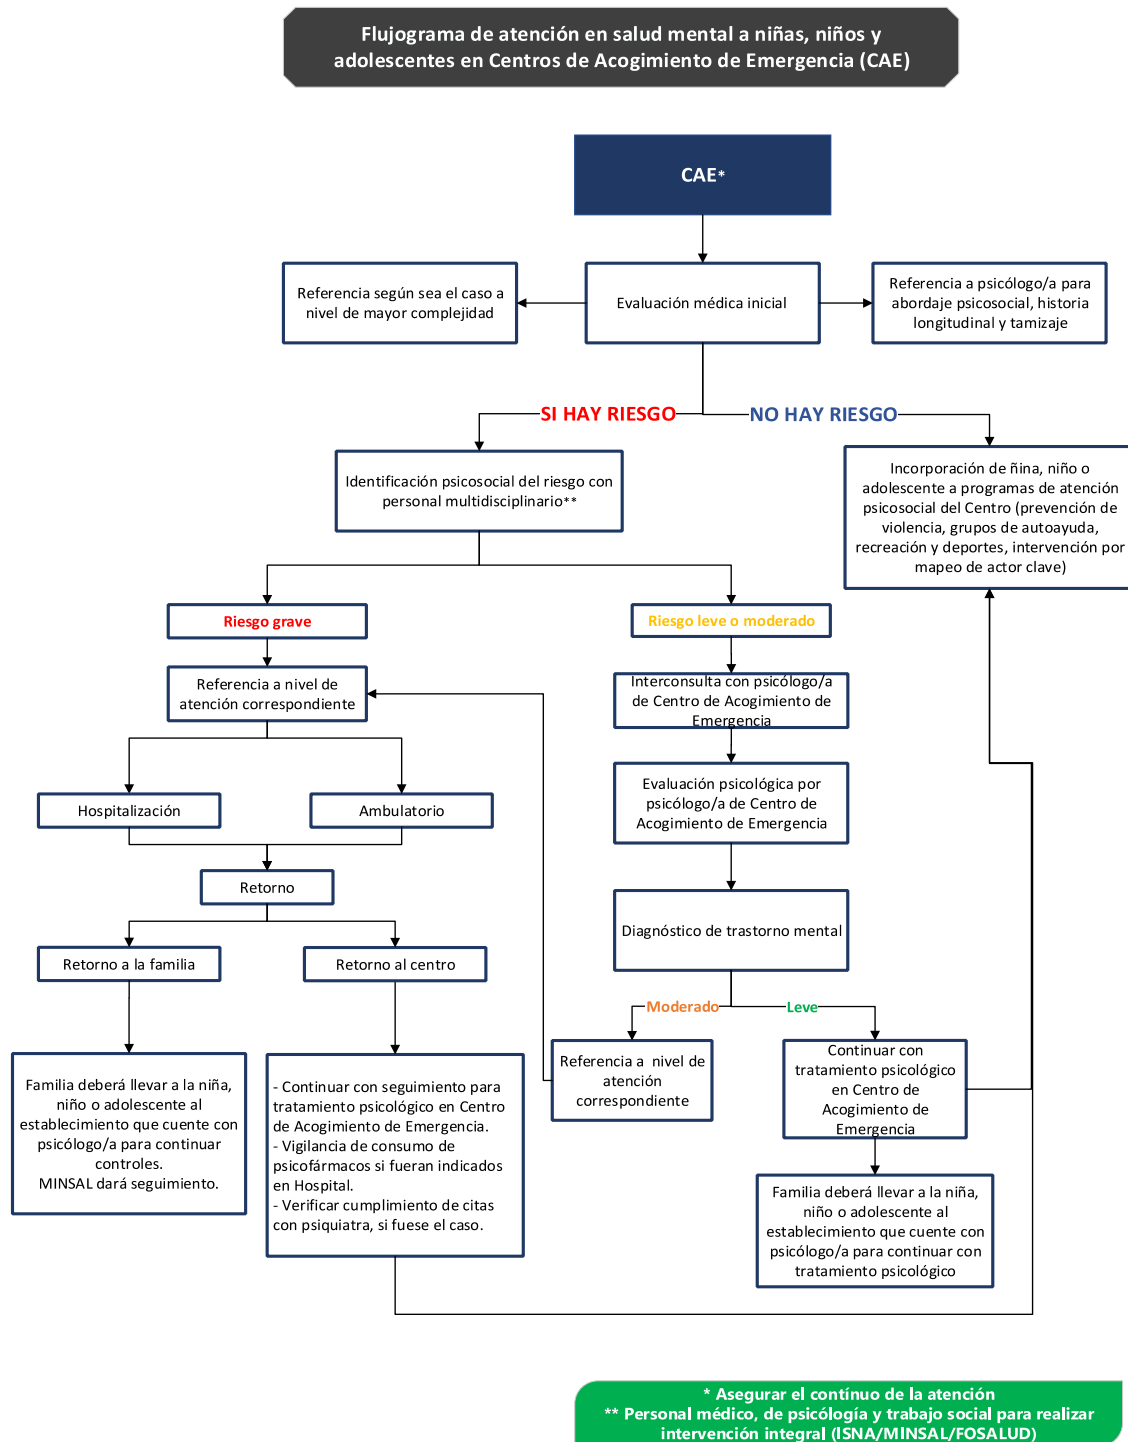 Flujograma de atención en salud mental a niñas, niños y
adolescentes en Centros de Acogimiento de Emergencia (CAE)
CAE*
Referencia según sea el caso a
nivel de mayor complejidad
Evaluación médica inicial
Referencia a psicólogo/a para
abordaje psicosocial, historia
longitudinal y tamizaje
SI HAY RIESGO
NO HAY RIESGO
Identificación psicosocial del riesgo con
personal multidisciplinario**
Incorporación de ñina, niño o
adolescente a programas de atención
psicosocial del Centro (prevención de
violencia, grupos de autoayuda,
recreación y deportes, intervención por
mapeo de actor clave)
Riesgo grave
Riesgo leve o moderado
Referencia a nivel de
atención correspondiente
Interconsulta con psicólogo/a
de Centro de Acogimiento de
Emergencia
Hospitalización
Ambulatorio
Evaluación psicológica por
psicólogo/a de Centro de
Acogimiento de Emergencia
Retorno
Diagnóstico de trastorno mental
Retorno a la familia
Retorno al centro
Moderado
Leve
Familia deberá llevar a la niña,
niño o adolescente al
establecimiento que cuente con
psicólogo/a para continuar
controles.
MINSAL dará seguimiento.
- Continuar con seguimiento para
tratamiento psicológico en Centro
de Acogimiento de Emergencia.
- Vigilancia de consumo de
psicofármacos si fueran indicados
en Hospital.
- Verificar cumplimiento de citas
con psiquiatra, si fuese el caso.
Referencia a  nivel de
atención
correspondiente
Continuar con
tratamiento psicológico
en Centro de
Acogimiento de
Emergencia
Familia deberá llevar a la niña,
niño o adolescente al
establecimiento que cuente con
psicólogo/a para continuar con
tratamiento psicológico
* Asegurar el contínuo de la atención
** Personal médico, de psicólogía y trabajo social para realizar
intervención integral (ISNA/MINSAL/FOSALUD)